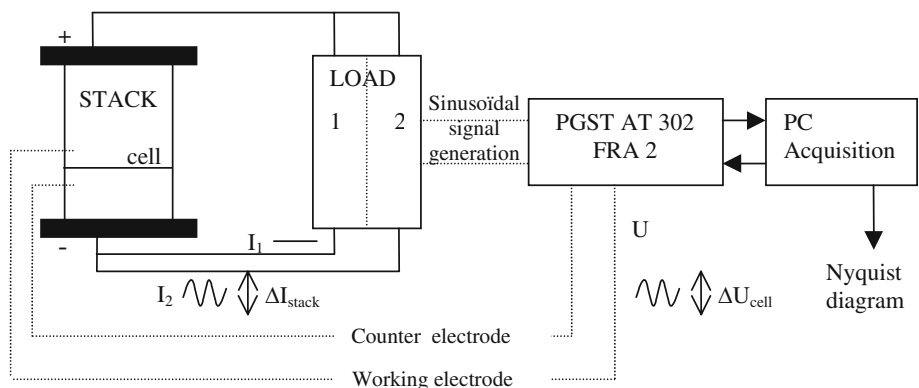 +
STACK
cell
-
LOAD
1
2
Sinusoïdal
signal
generation
PGST AT 302
FRA 2
PC
Acquisition
I1
I2
ΔIstack
U
ΔUcell
Nyquist
diagram
Counter electrode
Working electrode